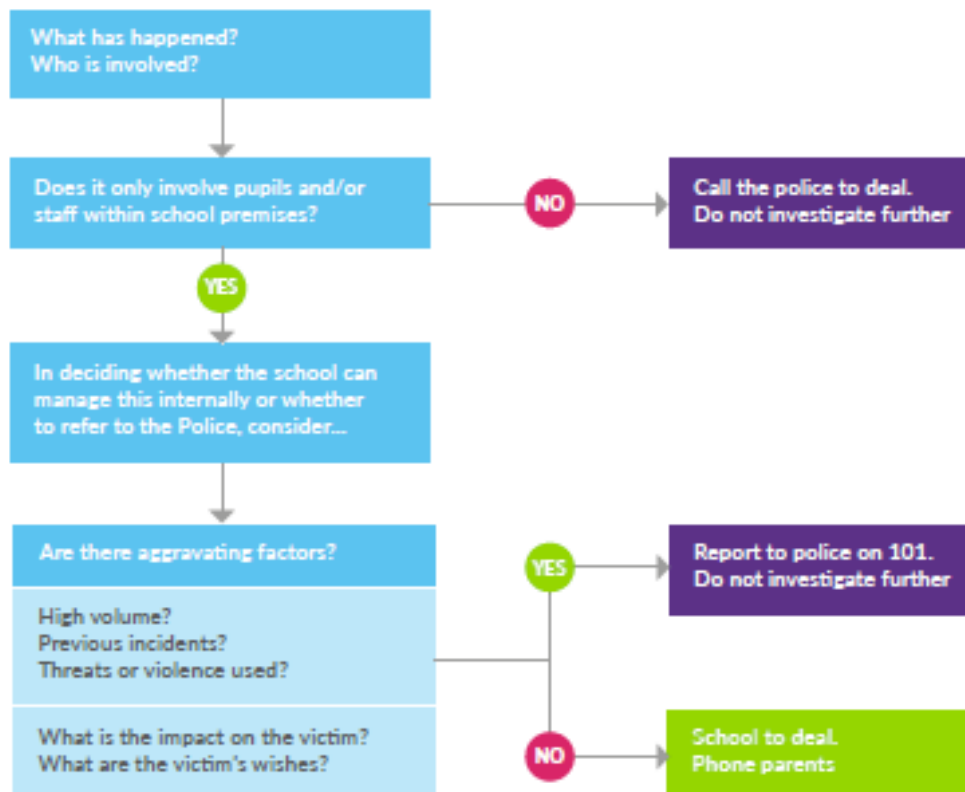 What has happened?
Who is involved?
Does it only involve pupils and/or
staff within school premises?
NO
Call the police to deal.
Do not investigate further
YES
In deciding whether the school can
manage this internally or whether
to refer to the Police, consider...
Are there aggravating factors?
YES
Report to police on 101.
Do not investigate further
High volume?
Previous incidents?
Threats or violence used?
What is the impact on the victim?
What are the victim's wishes?
NO
School to deal.
Phone parents